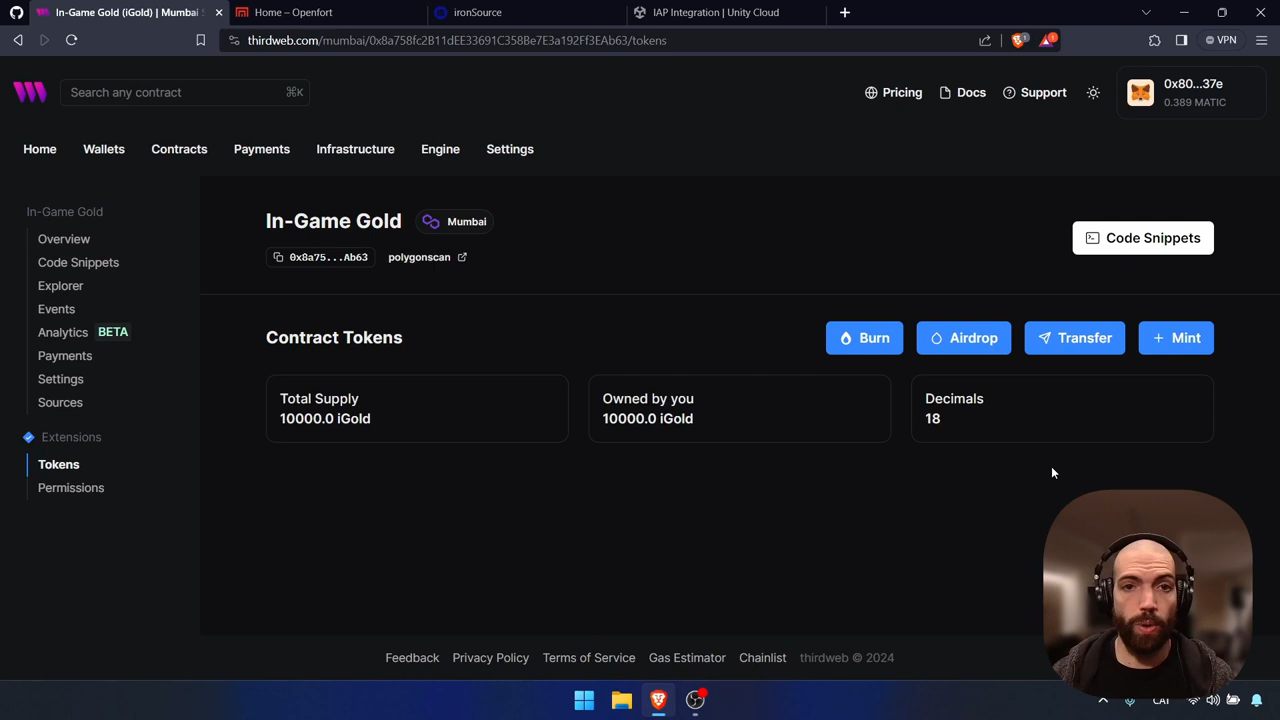 In-Game Gold (iGold) | Mumbai S
Home – Openfort
ironSource
IAP Integration | Unity Cloud
thirdweb.com/mumbai/0x8a758fc2B11dEE33691C358Be7E3a192Ff3EAb63/tokens
1
1
VPN
Search any contract
⌘K
Pricing
Docs
Support
0x80...37e
0.389 MATIC
Home
Wallets
Contracts
Payments
Infrastructure
Engine
Settings
In-Game Gold
Overview
Code Snippets
Explorer
Events
Analytics BETA
Payments
Settings
Sources
Extensions
Tokens
Permissions
In-Game Gold
Mumbai
0x8a75...Ab63
polygonscan
Code Snippets
Contract Tokens
Burn
Airdrop
Transfer
Mint
Total Supply
10000.0 iGold
Owned by you
10000.0 iGold
Decimals
18
Feedback
Privacy Policy
Terms of Service
Gas Estimator
Chainlist
thirdweb © 2024
CAT